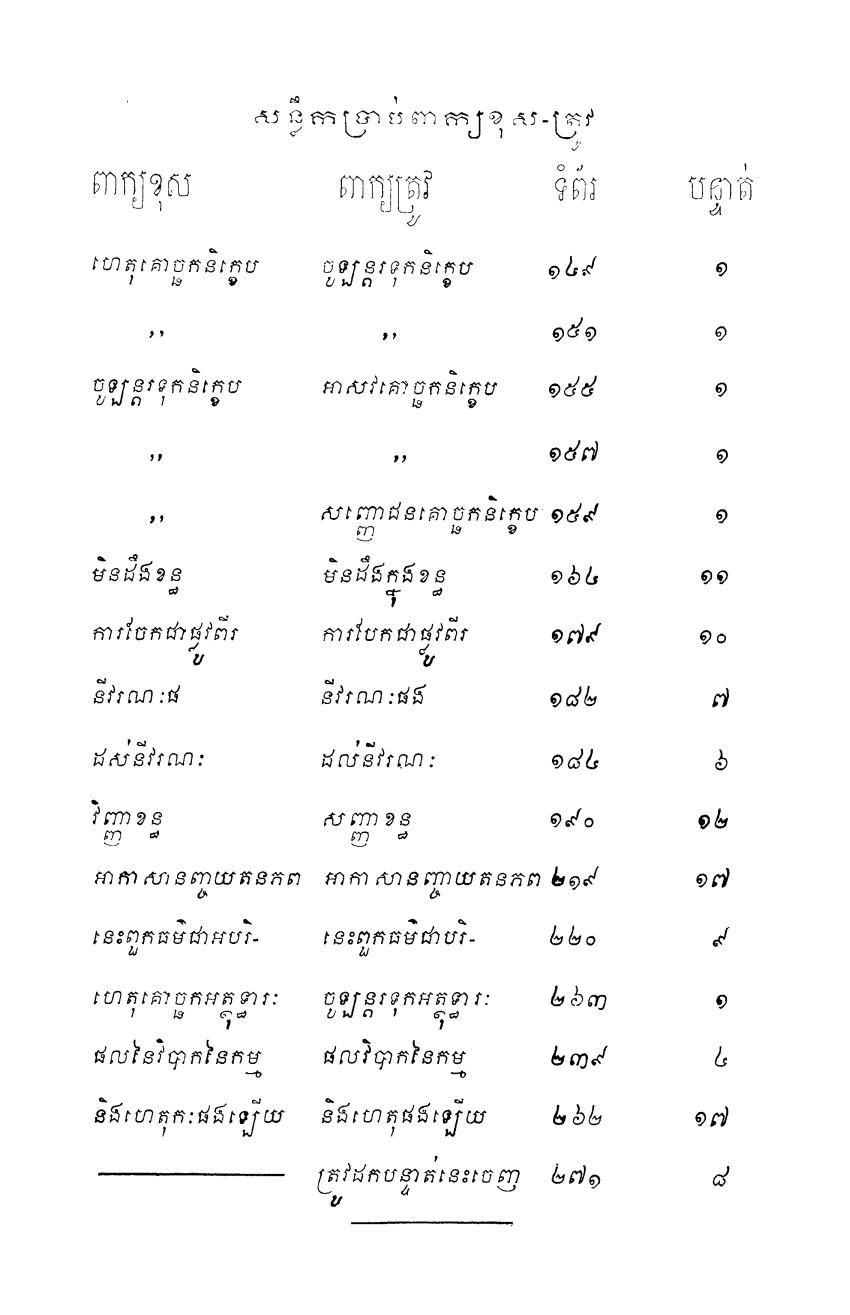 សន្លឹកប្រាប់ពាក្យខុស-ត្រូវ
ពាក្យខុស ពាក្យត្រូវ ទំព័រ បន្ទាត់
ហេតុគោច្ឆកនិក្ខេប ចូឡន្តរទុកនិក្ខេប ១៤៩ ១
,, ,, ១៥១ ១
ចូឡន្តរទុកនិក្ខេប អាសវគោច្ឆកនិក្ខេប ១៥៥ ១
,, ,, ១៥៧ ១
,, សញ្ញោជនគោច្ឆកនិក្ខេប ១៥៩ ១
មិនដឹងខន្ធ មិនដឹងក្នុងខន្ធ ១៦៤ ១១
ការចែកជាផ្លូវពីរ ការបែកជាផ្លូវពីរ ១៧៩ ១០
នីវរណៈផ នីវរណៈផង ១៨២ ៧
ដស់នីវរណៈ ដល់នីវរណៈ ១៨៤ ៦
វិញ្ញាខន្ធ សញ្ញាខន្ធ ១៩០ ១២
អាកាសានញ្ចយតនភព អាកាសានញ្ចាយតនភព ២១៩ ១៧
នេះពួកធម៌ជាអបរិ- នេះពួកធម៌ជាបរិ- ២២០ ៩
ហេតុគោច្ឆកអត្ថុទ្ធារៈ ចូឡន្តរទុកអត្ថុទ្ធារៈ ២៦៣ ១
ផលនៃវិបាកនៃកម្ម ផលវិបាកនៃកម្ម ២៣៩ ៤
និងហេតុកៈផងឡើយ និងហេតុផងឡើយ ២៦២ ១៧
ត្រូវដកបន្ទាត់នេះចេញ ២៧១ ៨